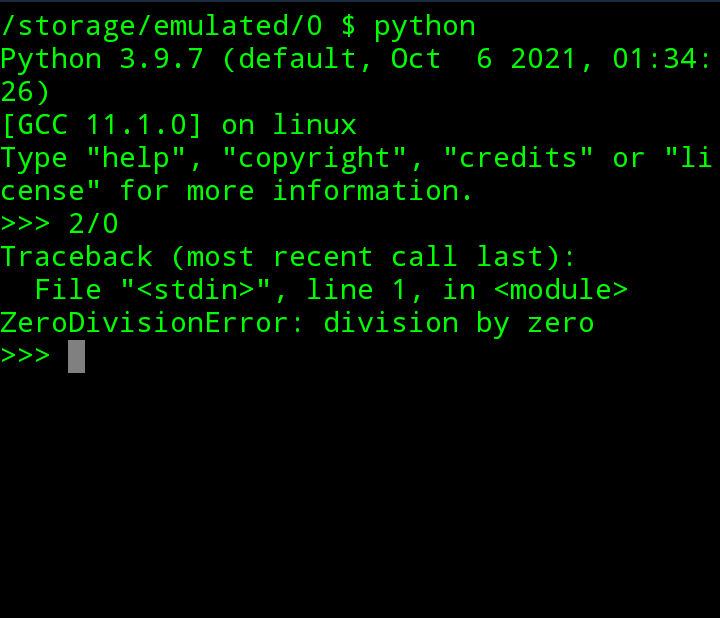 /storage/emulated/0 $ python
Python 3.9.7 (default, Oct  6 2021, 01:34:
26)
[GCC 11.1.0] on linux
Type "help", "copyright", "credits" or "li
cense" for more information.
>>> 2/0
Traceback (most recent call last):
  File "<stdin>", line 1, in <module>
ZeroDivisionError: division by zero
>>>